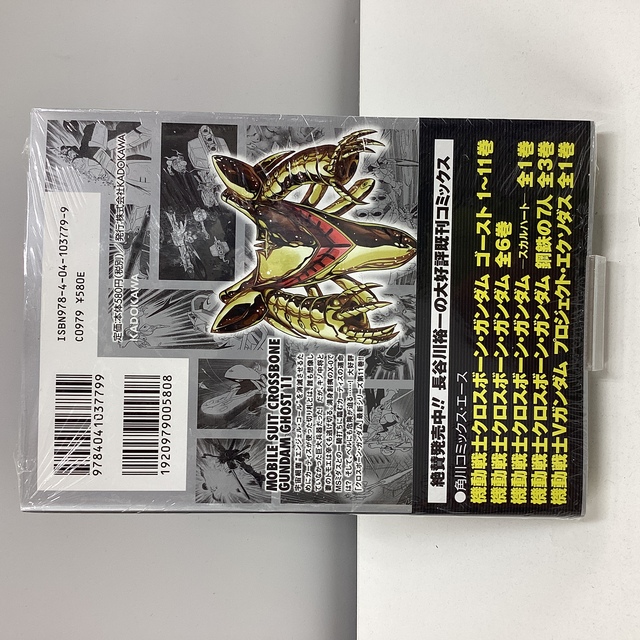 ISBN978-4-04-103779-9
C0979 ¥580E
定価:本体580円(税別)/発行:株式会社KADOKAWA
KADOKAWA
9784041037799
1920979005808
MOBILE SUIT CROSSBONE
GUNDAM GHOST 11
絶賛発売中!! 長谷川裕一の大好評既刊コミックス
●角川コミックス・エース
機動戦士クロスボーン・ガンダム ゴースト 1~11巻
機動戦士クロスボーン・ガンダム 全6巻
機動戦士クロスボーン・ガンダム スカルハート 全1巻
機動戦士クロスボーン・ガンダム 鋼鉄の7人 全3巻
機動戦士Vガンダム プロジェクト・エクソダス 全1巻